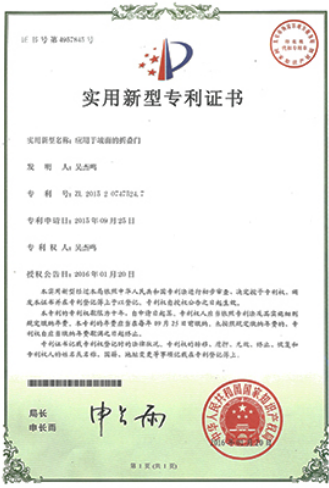 证书号第4957845号
实用新型专利证书
实用新型名称：应用于坡面的折叠门
发 明 人：吴杰鸣
专 利 号：ZL 2015 2 0747524.7
专利申请日：2015年09月25日
专 利 权 人：吴杰鸣
授权公告日：2016年01月20日
本实用新型经过本局依照中华人民共和国专利法进行初步审查，决定授予专利权，颁
发本证书并在专利登记簿上予以登记。专利权自授权公告之日起生效。
本专利的专利权期限为十年，自申请日起算。专利权人应当依照专利法及其实施细则
规定缴纳年费。本专利的年费应当在每年09月25日前缴纳。未按照规定缴纳年费的，专
利权自应当缴纳年费期满之日起终止。
专利证书记载专利权登记时的法律状况。专利权的转移、质押、无效、终止、恢复和
专利权人的姓名或名称、国籍、地址变更等事项记载在专利登记簿上。
局长
申长雨
申长雨
中华人民共和国国家知识产权局
2016年01月20日
第1页(共1页)